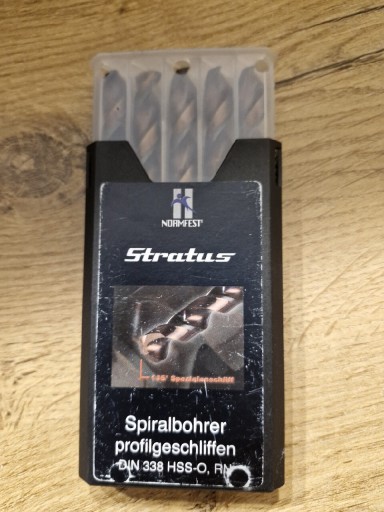 NORMFEST®
Stratus
Spezialanschliff
Spiralbohrer
profilgeschliffen
DIN 338 HSS-O, RN